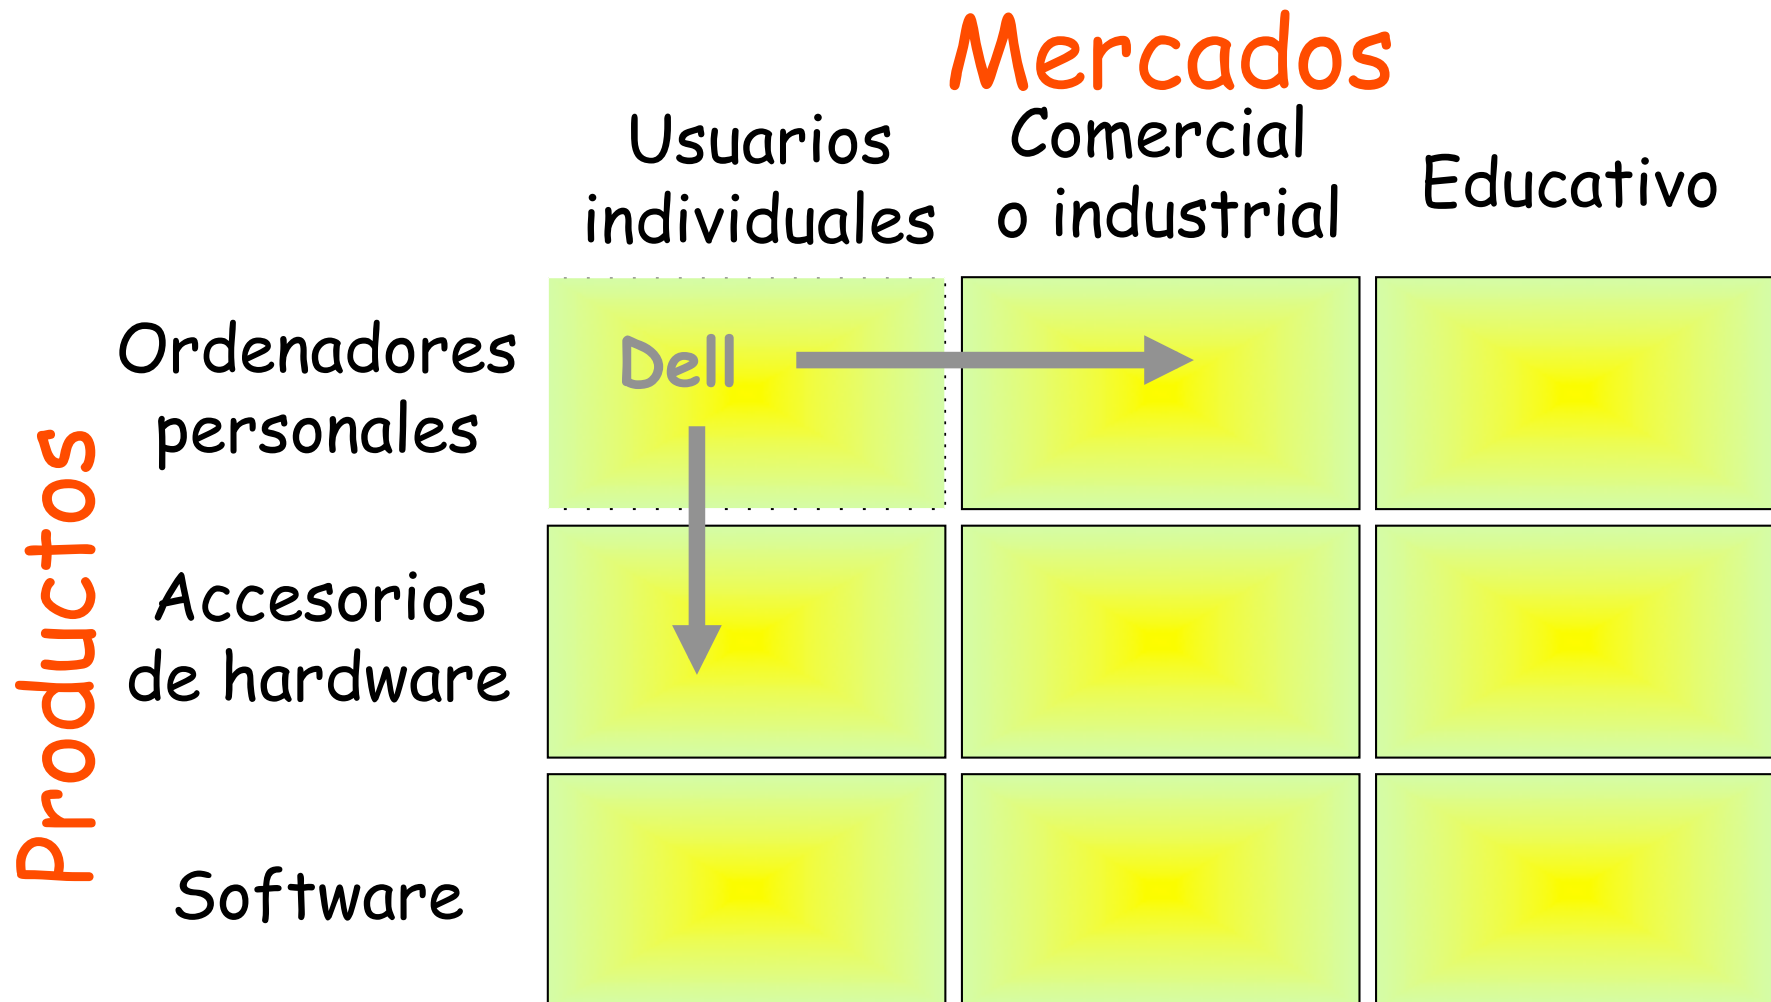 Mercados
Usuarios
individuales
Comercial
o industrial
Educativo
Productos
Ordenadores
personales
Dell
Accesorios
de hardware
Software